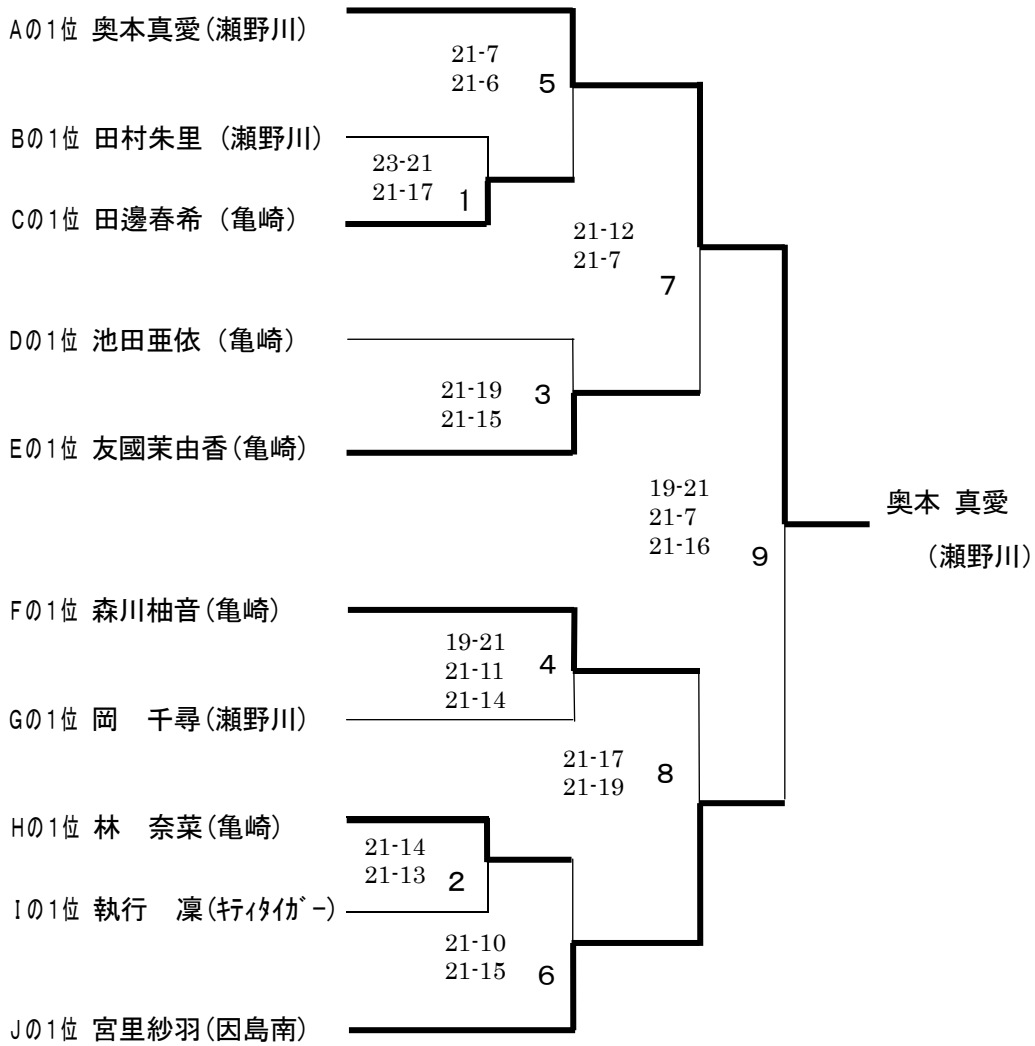 Aの1位 奥本真愛(瀬野川)
21-7
21-6
5
Bの1位 田村朱里 (瀬野川)
23-21
21-17
1
Cの1位 田邊春希 (亀崎)
21-12
21-7
7
Dの1位 池田亜依 (亀崎)
21-19
21-15
3
Eの1位 友國茉由香(亀崎)
19-21
21-7
21-16
9
奥本 真愛
(瀬野川)
Fの1位 森川柚音(亀崎)
19-21
21-11
21-14
4
Gの1位 岡　千尋(瀬野川)
21-17
21-19
8
Hの1位 林　奈菜(亀崎)
21-14
21-13
2
Iの1位 執行　凜(ｷﾃｨﾀｲｶﾞｰ)
21-10
21-15
6
Jの1位 宮里紗羽(因島南)